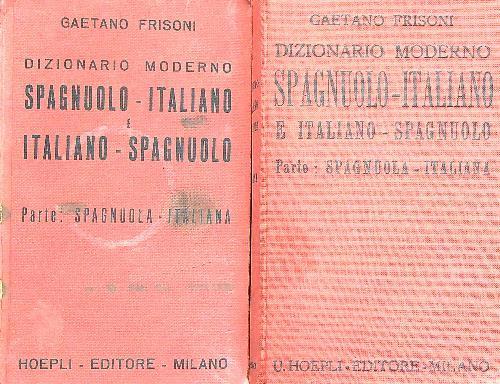 GAETANO FRISONI
DIZIONARIO MODERNO
SPAGNUOLO - ITALIANO
E
ITALIANO - SPAGNUOLO
Parte: SPAGNUOLA - ITALIANA
HOEPLI - EDITORE - MILANO
GAETANO FRISONI
DIZIONARIO MODERNO
SPAGNUOLO-ITALIANO
E ITALIANO-SPAGNUOLO
Parte: SPAGNUOLA-ITALIANA
U. HOEPLI-EDITORE-MILANO